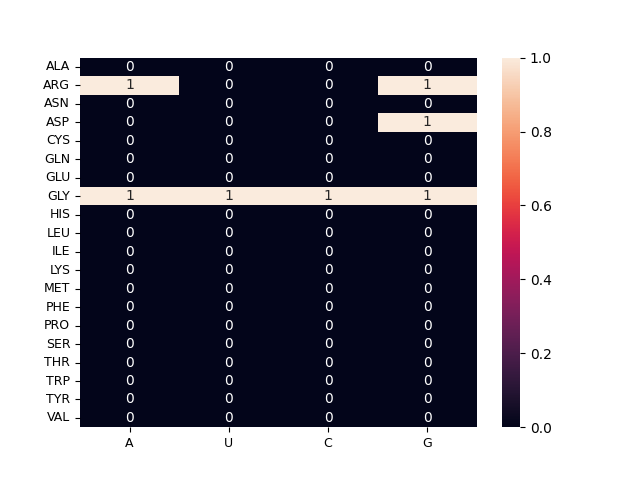 ALA 0 0 0 0
ARG 1 0 0 1
ASN 0 0 0 0
ASP 0 0 0 1
CYS 0 0 0 0
GLN 0 0 0 0
GLU 0 0 0 0
GLY 1 1 1 1
HIS 0 0 0 0
LEU 0 0 0 0
ILE 0 0 0 0
LYS 0 0 0 0
MET 0 0 0 0
PHE 0 0 0 0
PRO 0 0 0 0
SER 0 0 0 0
THR 0 0 0 0
TRP 0 0 0 0
TYR 0 0 0 0
VAL 0 0 0 0
A U C G
1.0
0.8
0.6
0.4
0.2
0.0